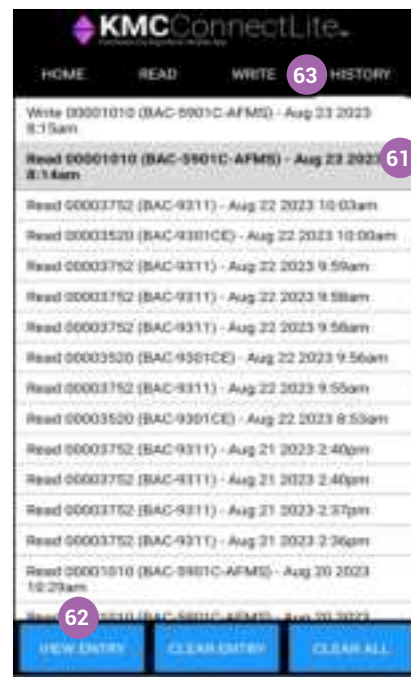 KMCConnectLite
HOME READ WRITE 63 HISTORY
Write 00001010 (BAC-5901C-AFMS) - Aug 23 2023
8:15am
Read 00001010 (BAC-5901C-AFMS) - Aug 23 2023 61
8:14am
Read 00003752 (BAC-9311) - Aug 22 2023 10:03am
Read 00003520 (BAC-9301CE) - Aug 22 2023 10:00am
Read 00003752 (BAC-9311) - Aug 22 2023 9:59am
Read 00003752 (BAC-9311) - Aug 22 2023 9:58am
Read 00003752 (BAC-9311) - Aug 22 2023 9:58am
Read 00003520 (BAC-9301CE) - Aug 22 2023 9:56am
Read 00003752 (BAC-9311) - Aug 22 2023 9:55am
Read 00003520 (BAC-9301CE) - Aug 22 2023 8:53am
Read 00003752 (BAC-9311) - Aug 21 2023 2:40pm
Read 00003752 (BAC-9311) - Aug 21 2023 2:40pm
Read 00003752 (BAC-9311) - Aug 21 2023 2:37pm
Read 00003752 (BAC-9311) - Aug 21 2023 2:36pm
Read 00001010 (BAC-5901C-AFMS) - Aug 20 2023
10:29am
62
VIEW ENTRY CLEAR ENTRY CLEAR ALL